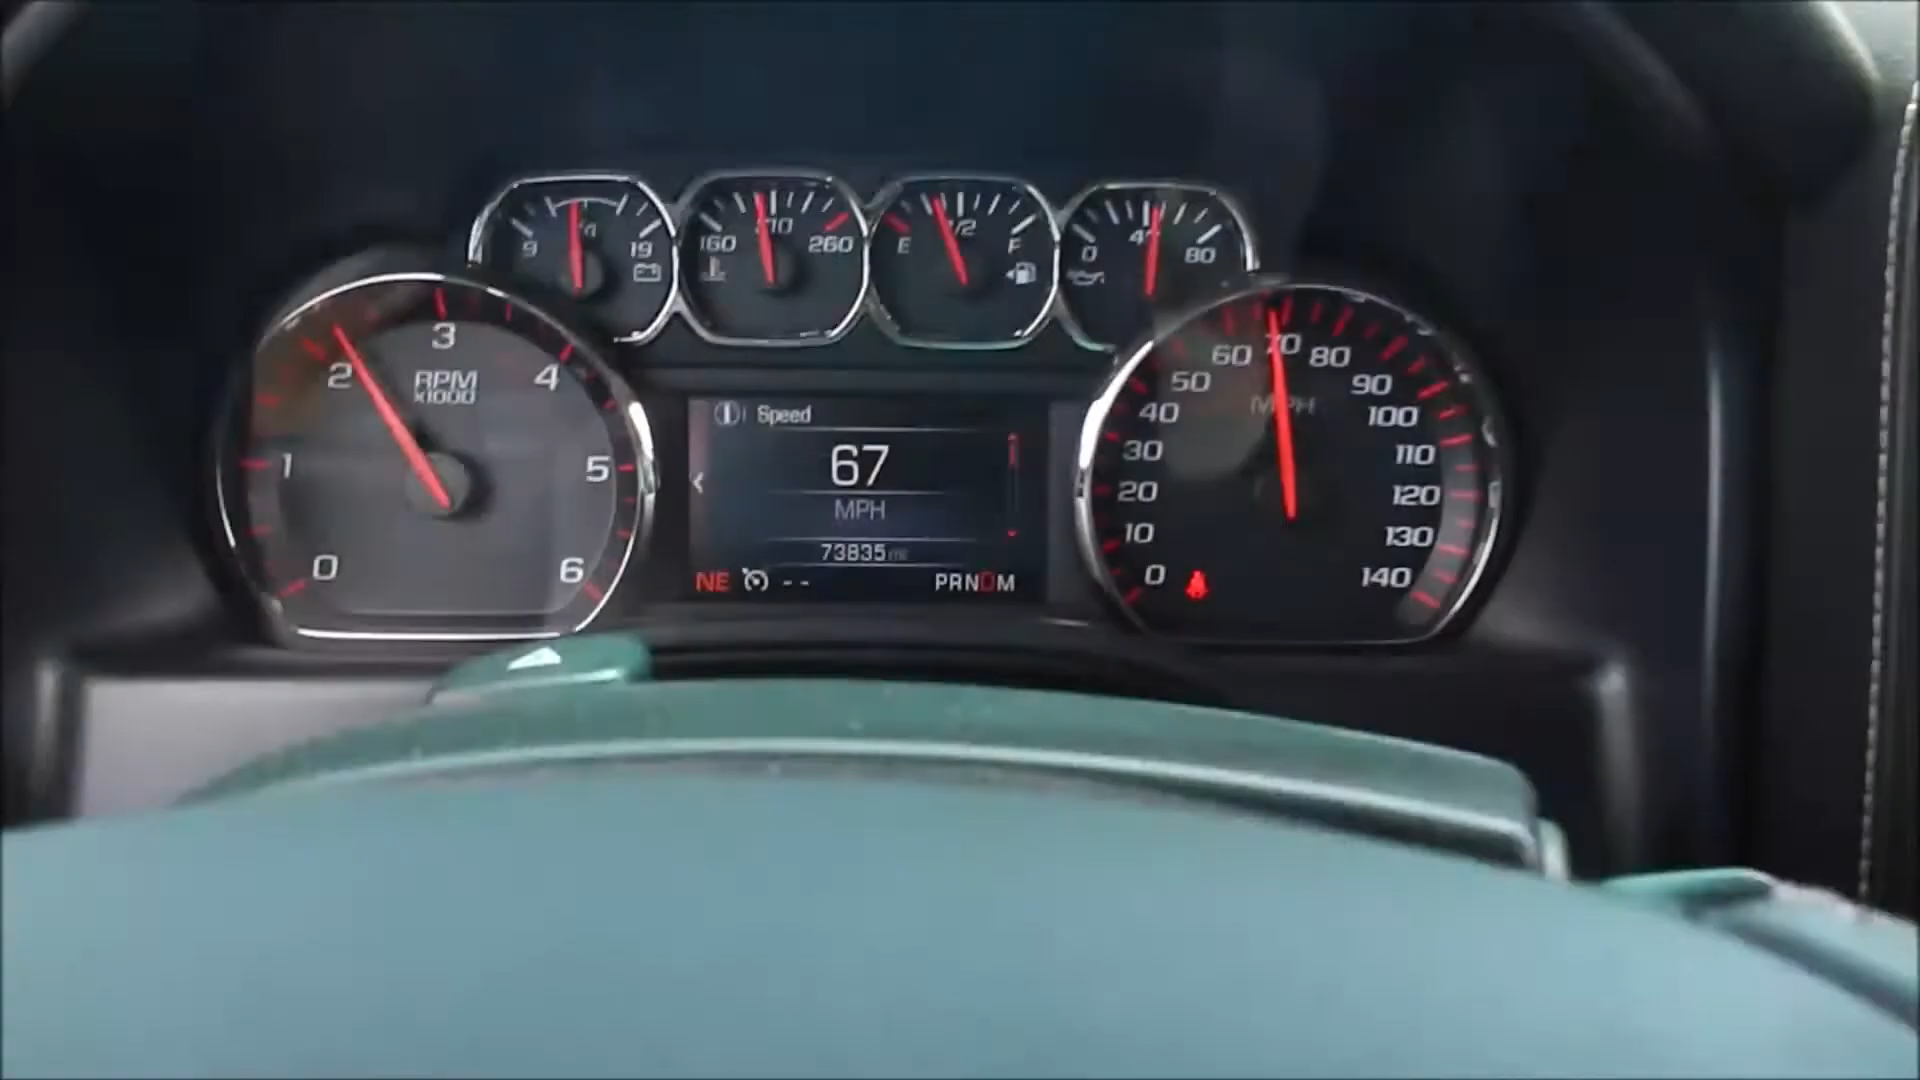 9 19
160 210 260
E 1/2 F
0 80
0 1 2 3 4 5 6
RPM
x1000
Speed
67
MPH
73835 mi
NE -- PRNDM
0 10 20 30 40 50 60 70 80 90 100 110 120 130 140
MPH